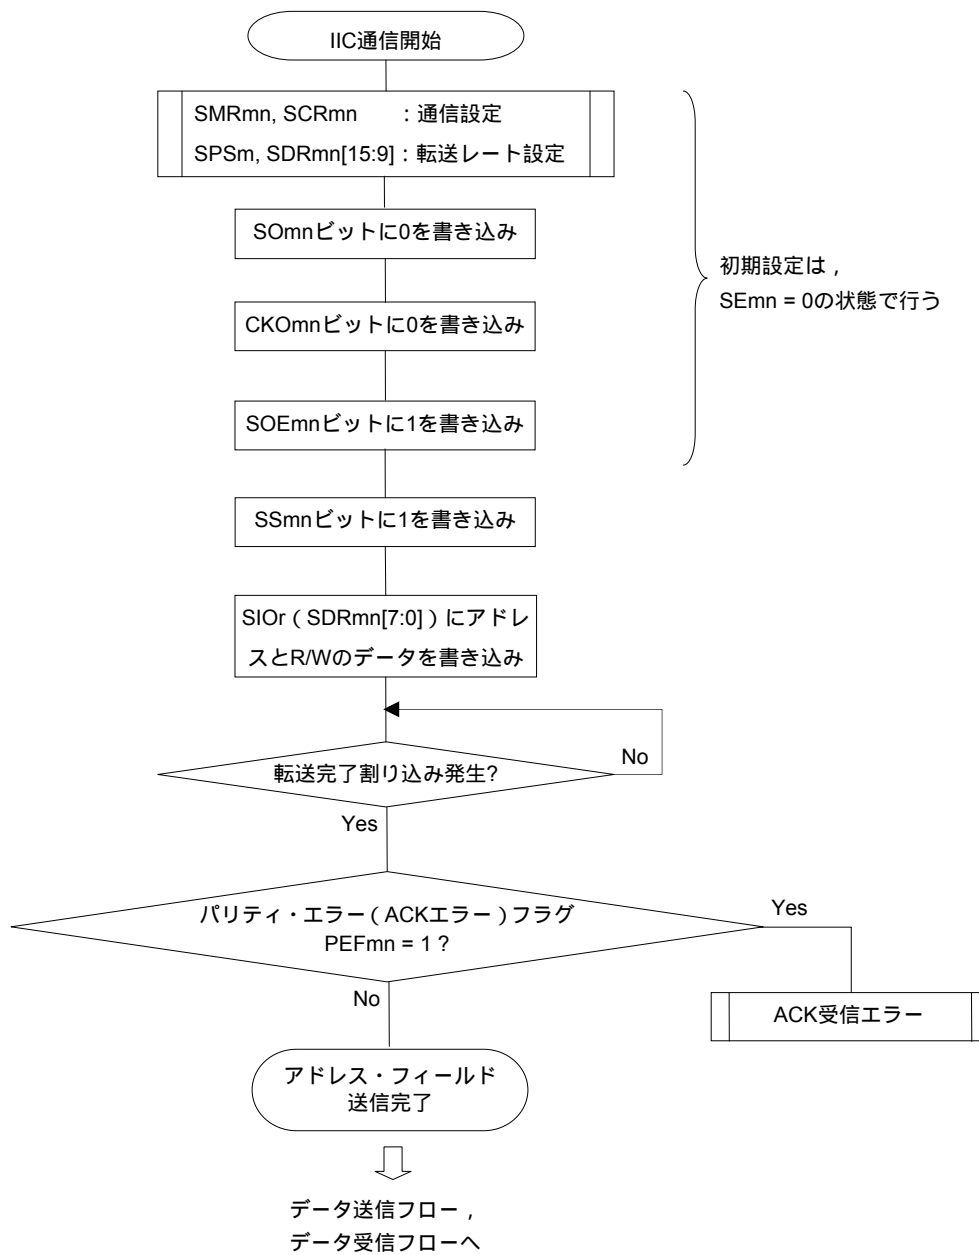 IIC通信開始
SMRmn, SCRmn　　：通信設定
SPSm, SDRmn[15:9]：転送レート設定
SOmnビットに0を書き込み
初期設定は，
SEmn = 0の状態で行う
CKOmnビットに0を書き込み
SOEmnビットに1を書き込み
SSmnビットに1を書き込み
SIOr（SDRmn[7:0]）にアドレ
スとR/Wのデータを書き込み
転送完了割り込み発生?
No
Yes
パリティ・エラー（ACKエラー）フラグ
PEFmn = 1 ?
Yes
No
ACK受信エラー
アドレス・フィールド
送信完了
データ送信フロー，
データ受信フローへ